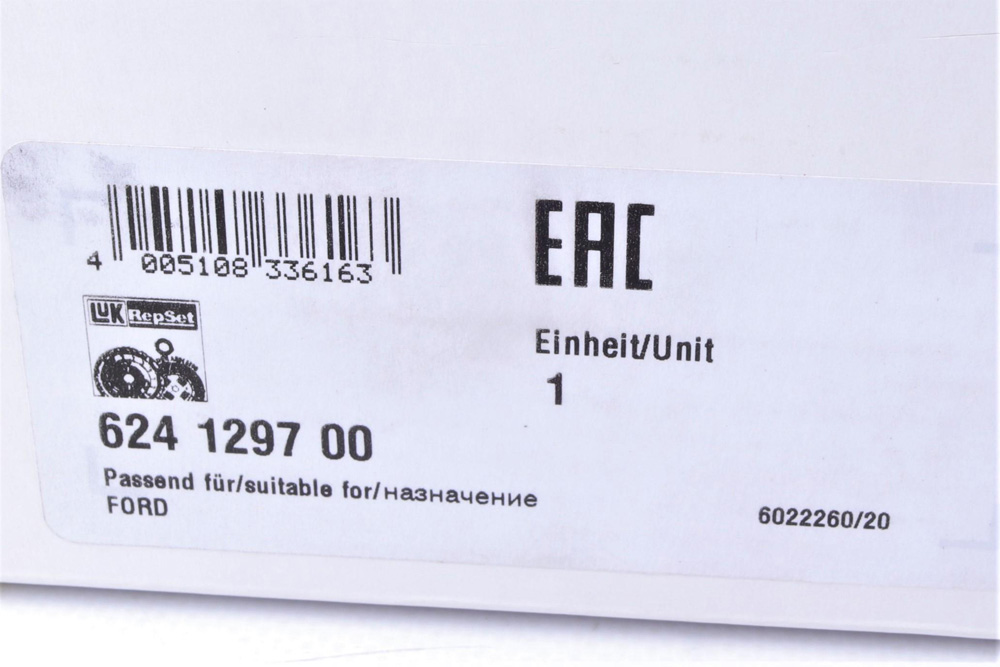 4 005108 336163
EAC
LUK RepSet
Einheit/Unit
1
624 1297 00
Passend für/suitable for/назначение
FORD
6022260/20